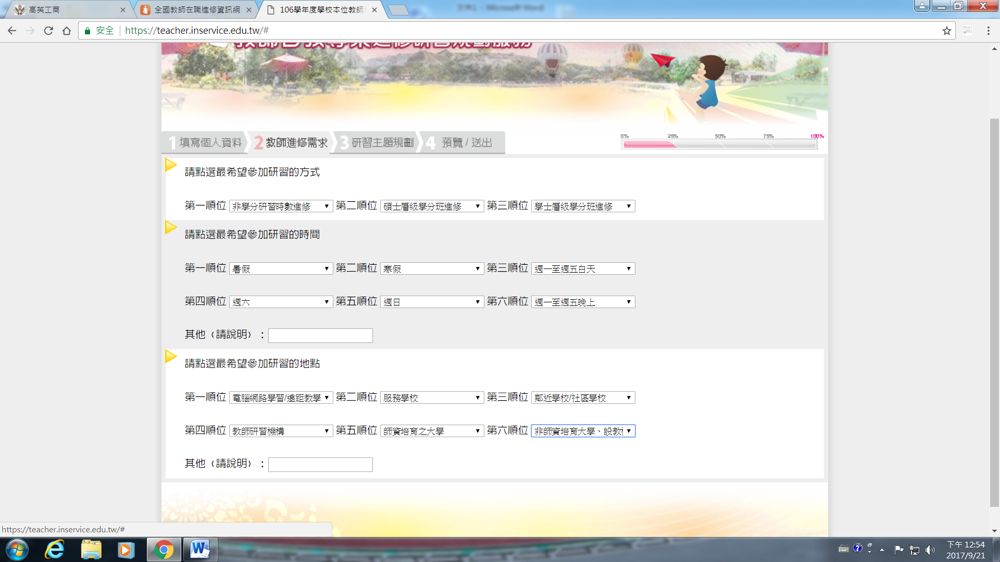 高英工商
全國教師在職進修資訊網
106學年度學校本位教師
安全
https://teacher.inservice.edu.tw/#
1 填寫個人資料 2 教師進修需求 3 研習主題規劃 4 預覽 / 送出
0% 25% 50% 75% 100%
請點選最希望參加研習的方式
第一順位 非學分研習時數進修 第二順位 碩士層級學分班進修 第三順位 學士層級學分班進修
請點選最希望參加研習的時間
第一順位 暑假 第二順位 寒假 第三順位 週一至週五白天
第四順位 週六 第五順位 週日 第六順位 週一至週五晚上
其他（請說明）：
請點選最希望參加研習的地點
第一順位 電腦網路學習/遠距教學 第二順位 服務學校 第三順位 鄰近學校/社區學校
第四順位 教師研習機構 第五順位 師資培育之大學 第六順位 非師資培育大學、設教
其他（請說明）：
https://teacher.inservice.edu.tw/#
下午 12:54
2017/9/21